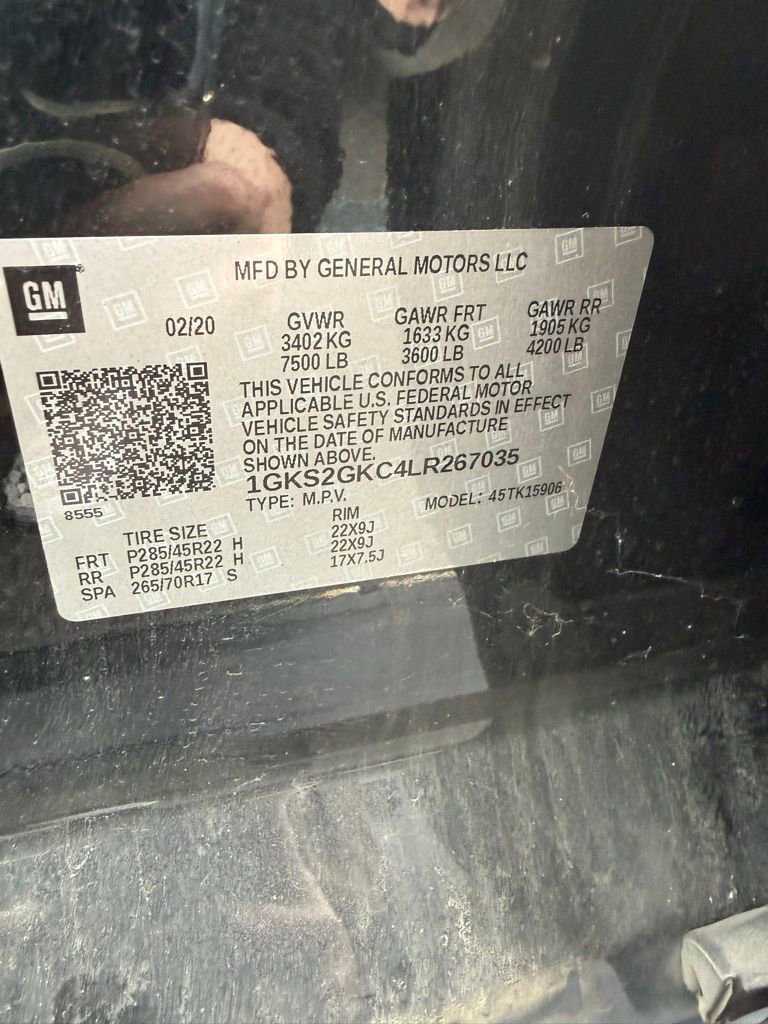 GM
MFD BY GENERAL MOTORS LLC
02/20 GVWR GAWR FRT GAWR RR
3402 KG 1633 KG 1905 KG
7500 LB 3600 LB 4200 LB
THIS VEHICLE CONFORMS TO ALL
APPLICABLE U.S. FEDERAL MOTOR
VEHICLE SAFETY STANDARDS IN EFFECT
ON THE DATE OF MANUFACTURE
SHOWN ABOVE.
1GKS2GKC4LR267035
TYPE: M.P.V. MODEL: 45TK15906
8555
TIRE SIZE RIM
FRT P285/45R22 H 22X9J
RR P285/45R22 H 22X9J
SPA 265/70R17 S 17X7.5J